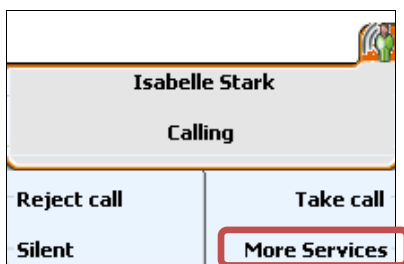 Isabelle Stark
Calling
Reject call Take call
Silent More Services